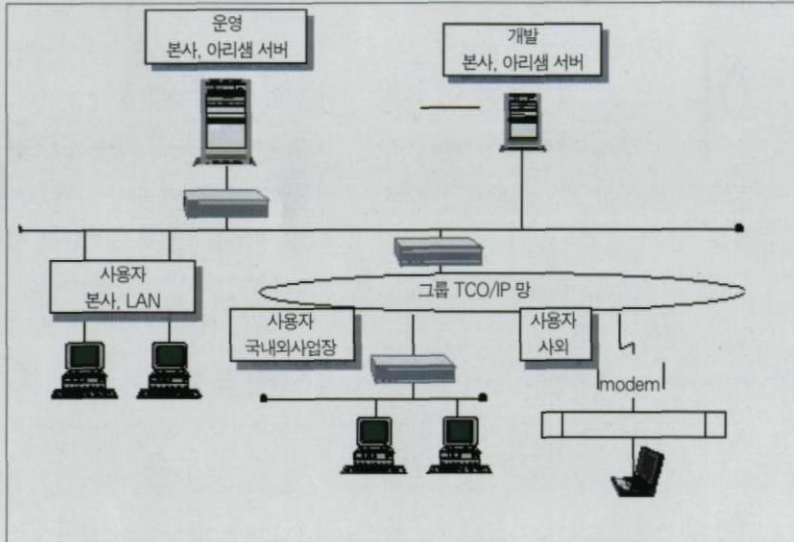 운영
본사, 아리샘 서버
개발
본사, 아리샘 서버
사용자
본사, LAN
그룹 TCO/IP 망
사용자
국내외사업장
사용자
사외
modem